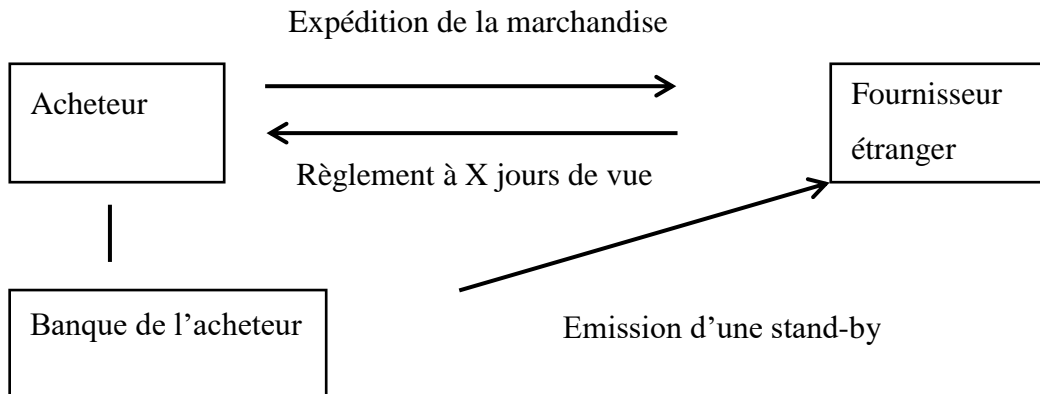 Expédition de la marchandise
Acheteur
Fournisseur
étranger
Règlement à X jours de vue
Banque de l’acheteur
Emission d’une stand-by